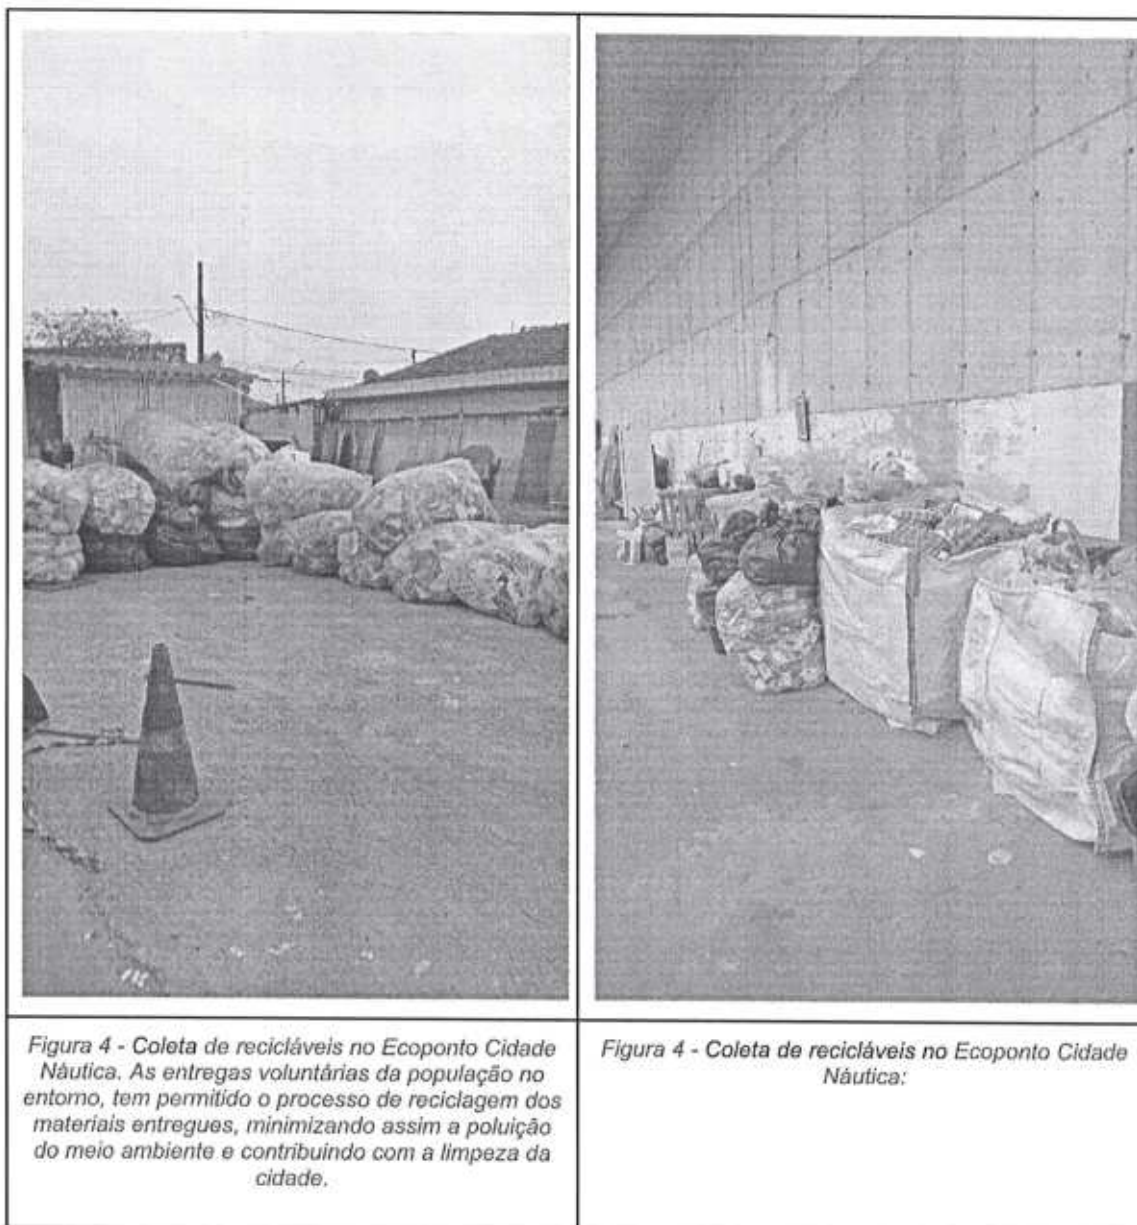 Figura 4 - Coleta de recicláveis no Ecoponto Cidade
Náutica. As entregas voluntárias da população no
entorno, tem permitido o processo de reciclagem dos
materiais entregues, minimizando assim a poluição
do meio ambiente e contribuindo com a limpeza da
cidade.
Figura 4 - Coleta de recicláveis no Ecoponto Cidade
Náutica: